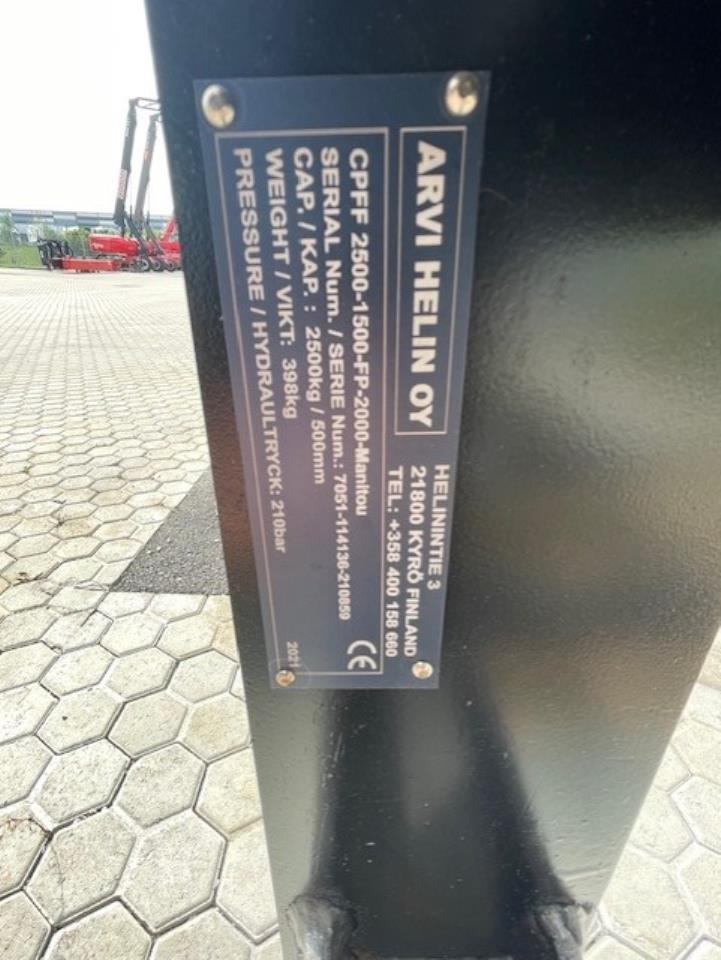 ARVI HELIN OY
HELININTIE 3
21800 KYRÖ FINLAND
TEL: +358 400 158 660
CPFF 2500-1500-FP-2000-Manitou
SERIAL Num. / SERIE Num.: 7051-114136-210859
CAP. / KAP. : 2500kg / 500mm
WEIGHT / VIKT: 398kg
PRESSURE / HYDRAULTRYCK: 210bar
CE
2021